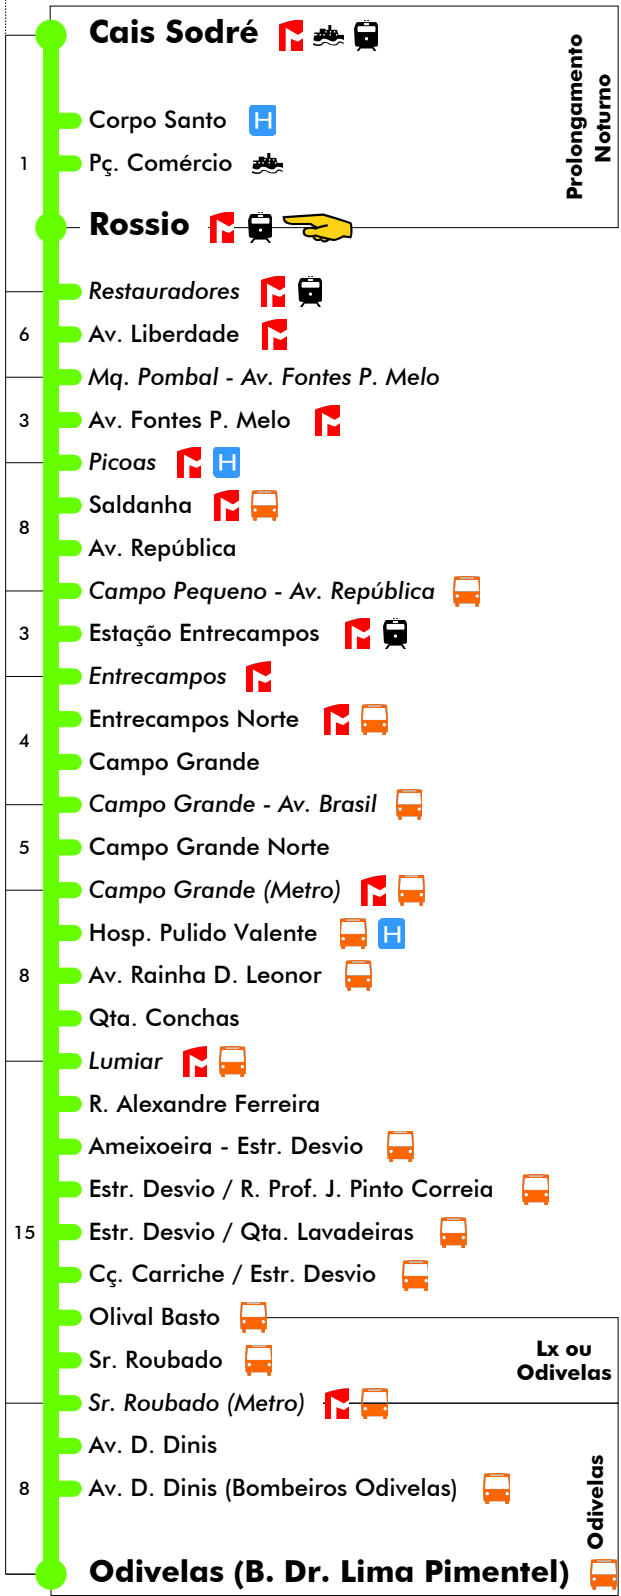 Cais Sodré
Prolongamento
Noturno
Corpo Santo H
1
Pç. Comércio
Rossio
Restauradores
6
Av. Liberdade
Mq. Pombal - Av. Fontes P. Melo
3
Av. Fontes P. Melo
Picoas H
Saldanha
8
Av. República
Campo Pequeno - Av. República
3
Estação Entrecampos
Entrecampos
Entrecampos Norte
4
Campo Grande
Campo Grande - Av. Brasil
5
Campo Grande Norte
Campo Grande (Metro)
Hosp. Pulido Valente H
8
Av. Rainha D. Leonor
Qta. Conchas
Lumiar
R. Alexandre Ferreira
Ameixoeira - Estr. Desvio
Estr. Desvio / R. Prof. J. Pinto Correia
15
Estr. Desvio / Qta. Lavadeiras
Cç. Carriche / Estr. Desvio
Olival Basto
Lx ou
Odivelas
Sr. Roubado
Sr. Roubado (Metro)
Av. D. Dinis
8
Av. D. Dinis (Bombeiros Odivelas)
Odivelas
Odivelas (B. Dr. Lima Pimentel)